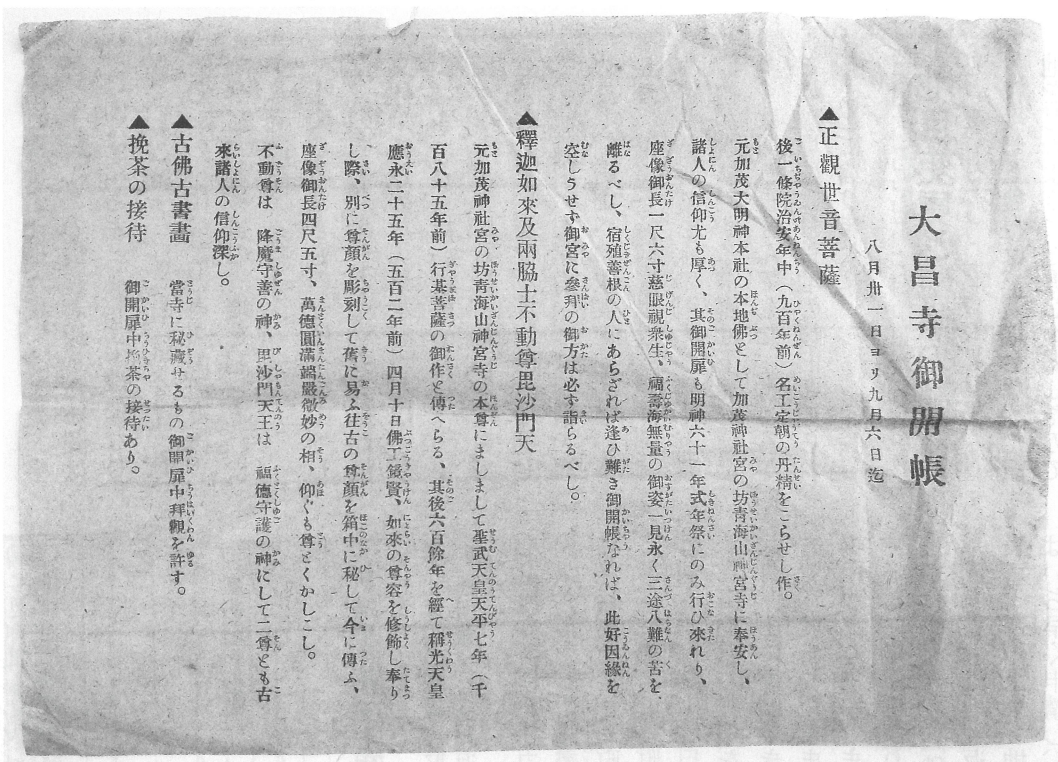 大昌寺御開帳
八月卅一日ヨリ九月六日迄
▲正觀世音菩薩
後一條院治安年中（九百年前）名工定朝の丹精をこらせし作。
元加茂大明神本社の本地佛として加茂神社宮の坊青海山神宮寺に奉安し、
諸人の信仰尤も厚く、其御開扉も明神六十一年式年祭にのみ行ひ來れり、
座像御長一尺六寸慈眼視衆生、福壽海無量の御姿一見永く三途八難の苦を
離るべし、宿殖善根の人にあらざれば逢ひ難き御開帳なれば、此好因緣を
空しうせず御宮に參拜の御方は必ず詣らるべし。
▲釋迦如來及兩脇士不動尊毘沙門天
元加茂神社宮の坊青海山神宮寺の本尊にましまして聖武天皇天平七年（千
百八十五年前）行基菩薩の御作と傳へらる、其後六百餘年を經て稱光天皇
應永二十五年（五百二年前）四月十日佛工 賢、如來の尊容を修飾し奉り
し際、別に尊顔を彫刻して舊に易ふ往古の尊顔を箱中に秘して今に傳ふ、
座像御長四尺五寸、萬德圓滿端嚴微妙の相、仰ぐも尊とくかしこし。
不動尊は 降魔守善の神、毘沙門天王は 福德守護の神にして二尊とも古
來諸人の信仰深し。
▲古佛古書畫 當寺に秘藏せるもの御開扉中拜觀を許す。
▲挽茶の接待 御開扉中 茶の接待あり。